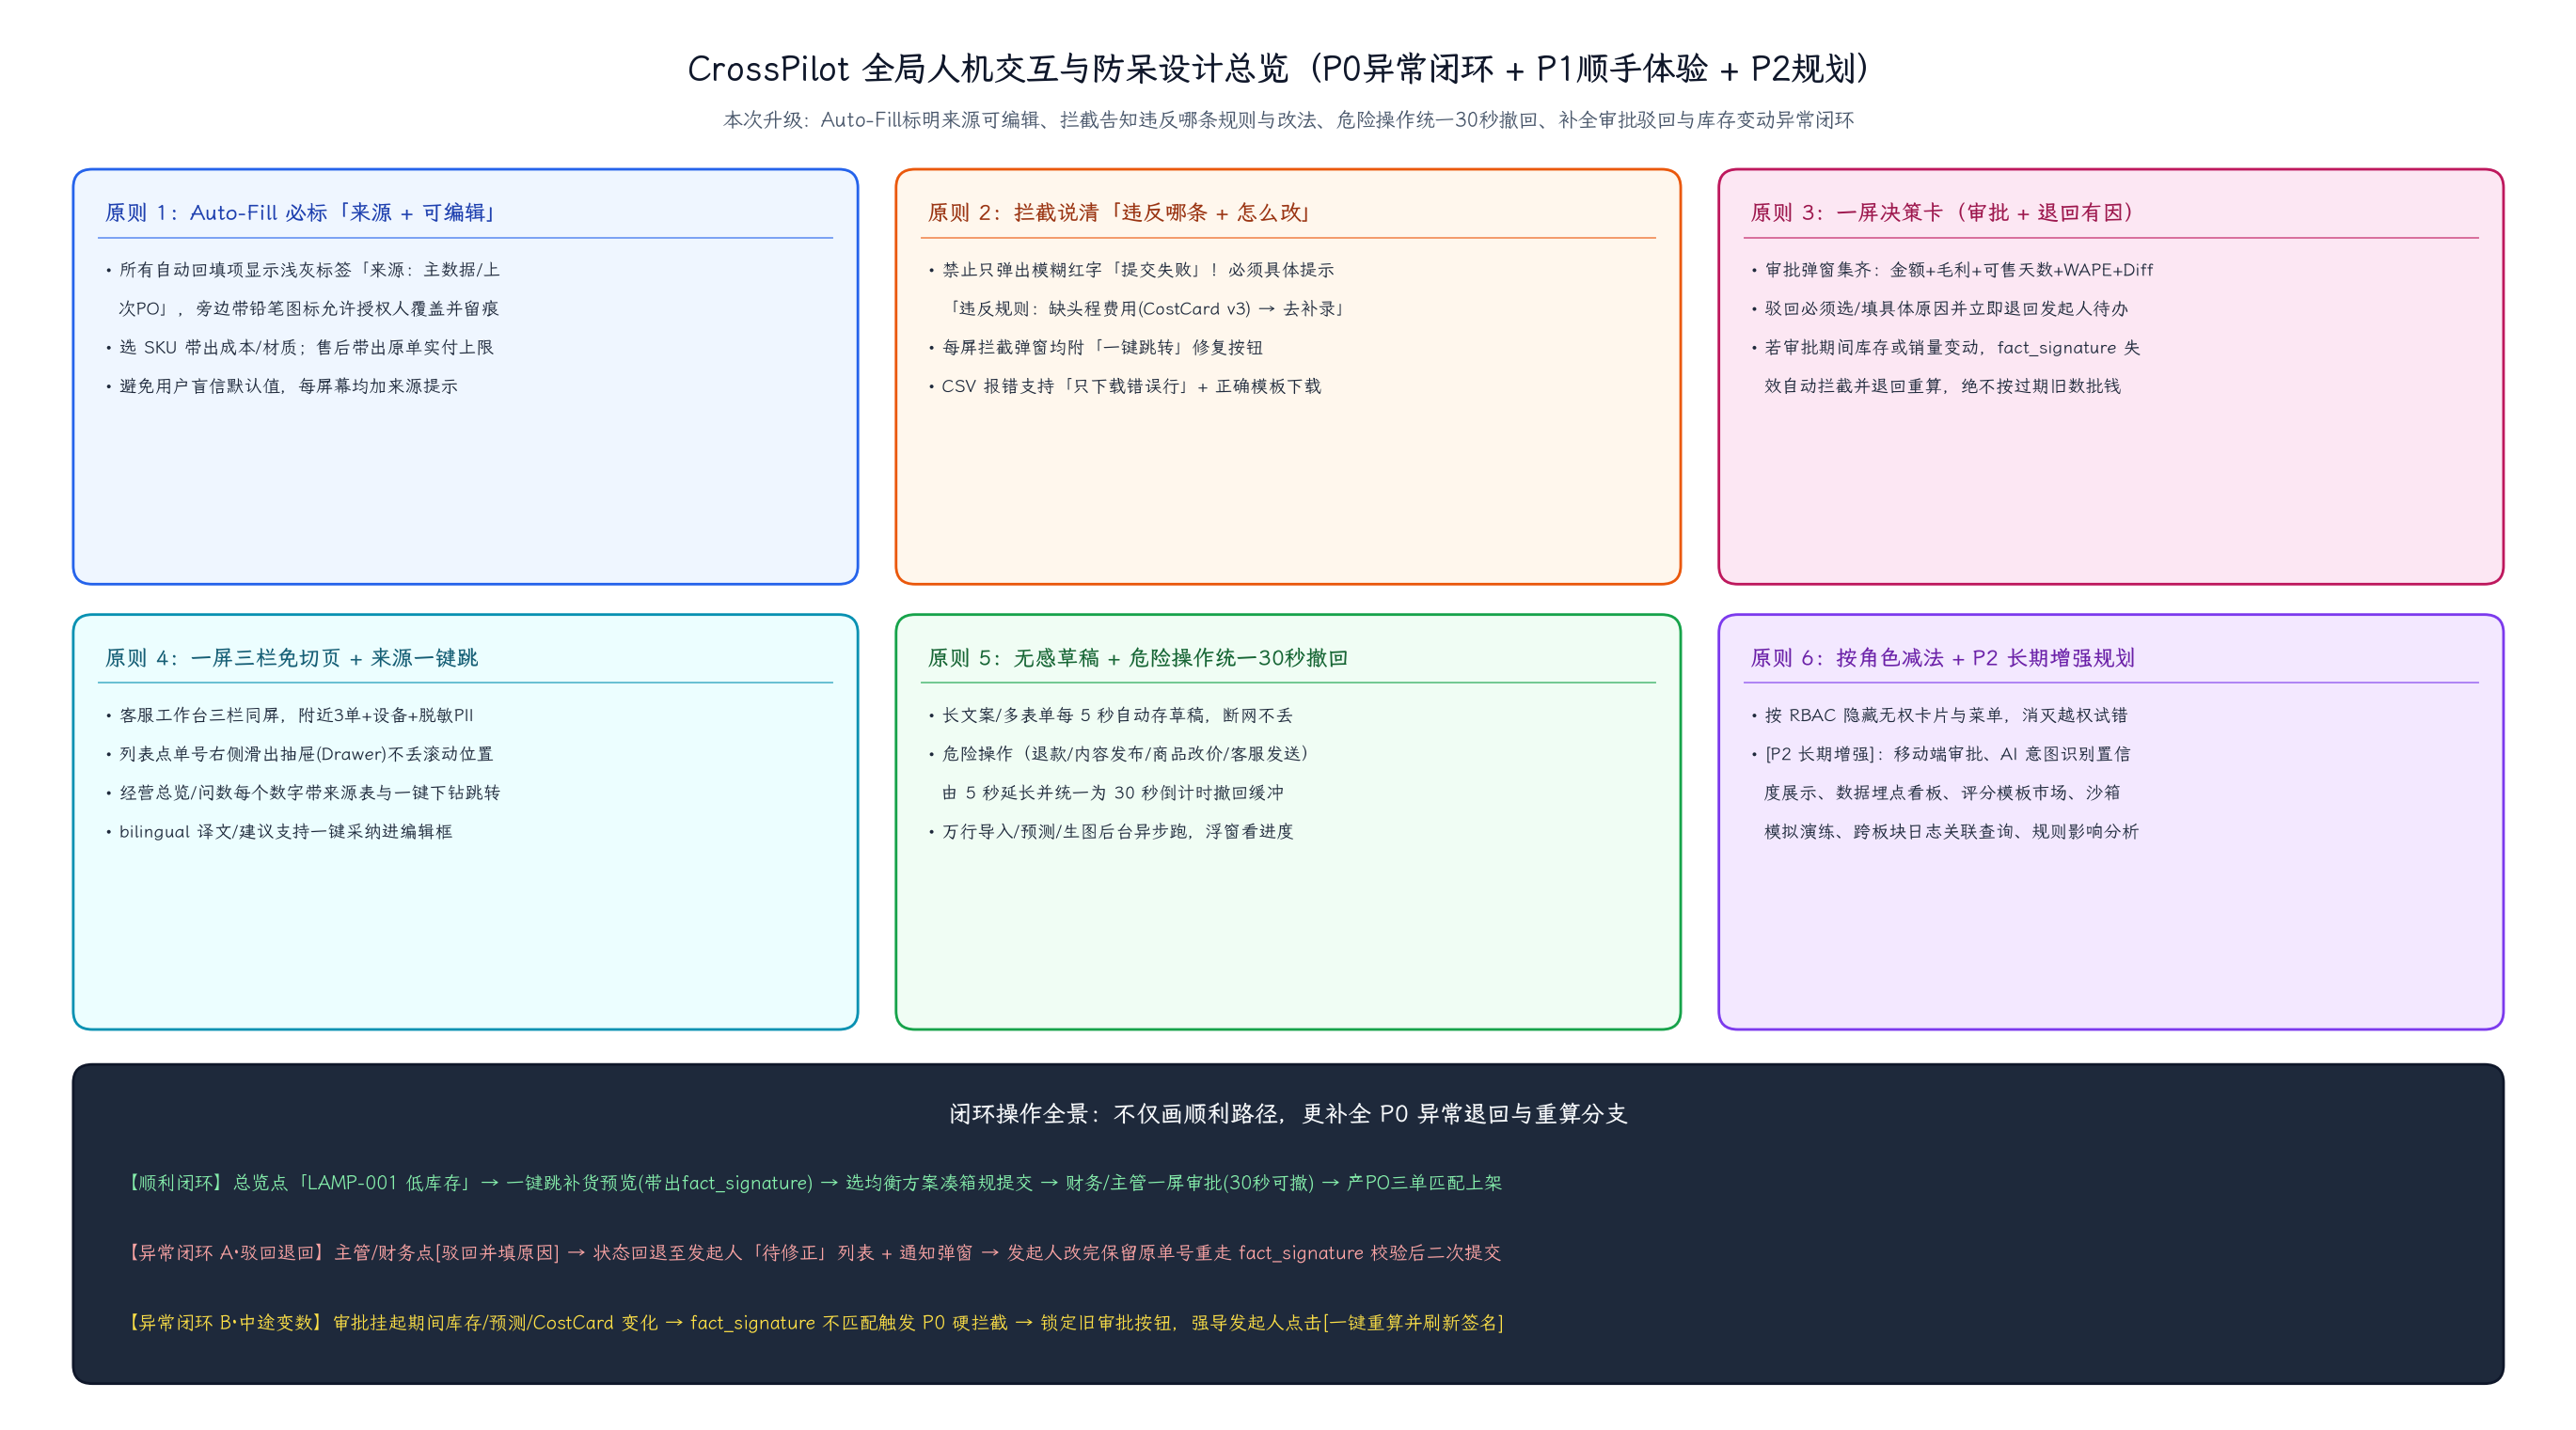 CrossPilot 全局人机交互与防呆设计总览（P0异常闭环 + P1顺手体验 + P2规划）
本次升级：Auto-Fill标明来源可编辑、拦截告知违反哪条规则与改法、危险操作统一30秒撤回、补全审批驳回与库存变动异常闭环
原则 1：Auto-Fill 必标「来源 + 可编辑」
• 所有自动回填项显示浅灰标签「来源：主数据/上
次PO」，旁边带铅笔图标允许授权人覆盖并留痕
• 选 SKU 带出成本/材质；售后带出原单实付上限
• 避免用户盲信默认值，每屏幕均加来源提示
原则 2：拦截说清「违反哪条 + 怎么改」
• 禁止只弹出模糊红字「提交失败」！必须具体提示
「违反规则：缺头程费用(CostCard v3) → 去补录」
• 每屏拦截弹窗均附「一键跳转」修复按钮
• CSV 报错支持「只下载错误行」+ 正确模板下载
原则 3：一屏决策卡（审批 + 退回有因）
• 审批弹窗集齐：金额+毛利+可售天数+WAPE+Diff
• 驳回必须选/填具体原因并立即退回发起人待办
• 若审批期间库存或销量变动，fact_signature 失
效自动拦截并退回重算，绝不按过期旧数批钱
原则 4：一屏三栏免切页 + 来源一键跳
• 客服工作台三栏同屏，附近3单+设备+脱敏PII
• 列表点单号右侧滑出抽屉(Drawer)不丢滚动位置
• 经营总览/问数每个数字带来源表与一键下钻跳转
• bilingual 译文/建议支持一键采纳进编辑框
原则 5：无感草稿 + 危险操作统一30秒撤回
• 长文案/多表单每 5 秒自动存草稿，断网不丢
• 危险操作（退款/内容发布/商品改价/客服发送）
由 5 秒延长并统一为 30 秒倒计时撤回缓冲
• 万行导入/预测/生图后台异步跑，浮窗看进度
原则 6：按角色减法 + P2 长期增强规划
• 按 RBAC 隐藏无权卡片与菜单，消灭越权试错
• [P2 长期增强]：移动端审批、AI 意图识别置信
度展示、数据埋点看板、评分模板市场、沙箱
模拟演练、跨板块日志关联查询、规则影响分析
闭环操作全景：不仅画顺利路径，更补全 P0 异常退回与重算分支
【顺利闭环】总览点「LAMP-001 低库存」→ 一键跳补货预览(带出fact_signature) → 选均衡方案凑箱规提交 → 财务/主管一屏审批(30秒可撤) → 产PO三单匹配上架
【异常闭环 A·驳回退回】主管/财务点[驳回并填原因] → 状态回退至发起人「待修正」列表 + 通知弹窗 → 发起人改完保留原单号重走 fact_signature 校验后二次提交
【异常闭环 B·中途变数】审批挂起期间库存/预测/CostCard 变化 → fact_signature 不匹配触发 P0 硬拦截 → 锁定旧审批按钮，强导发起人点击[一键重算并刷新签名]